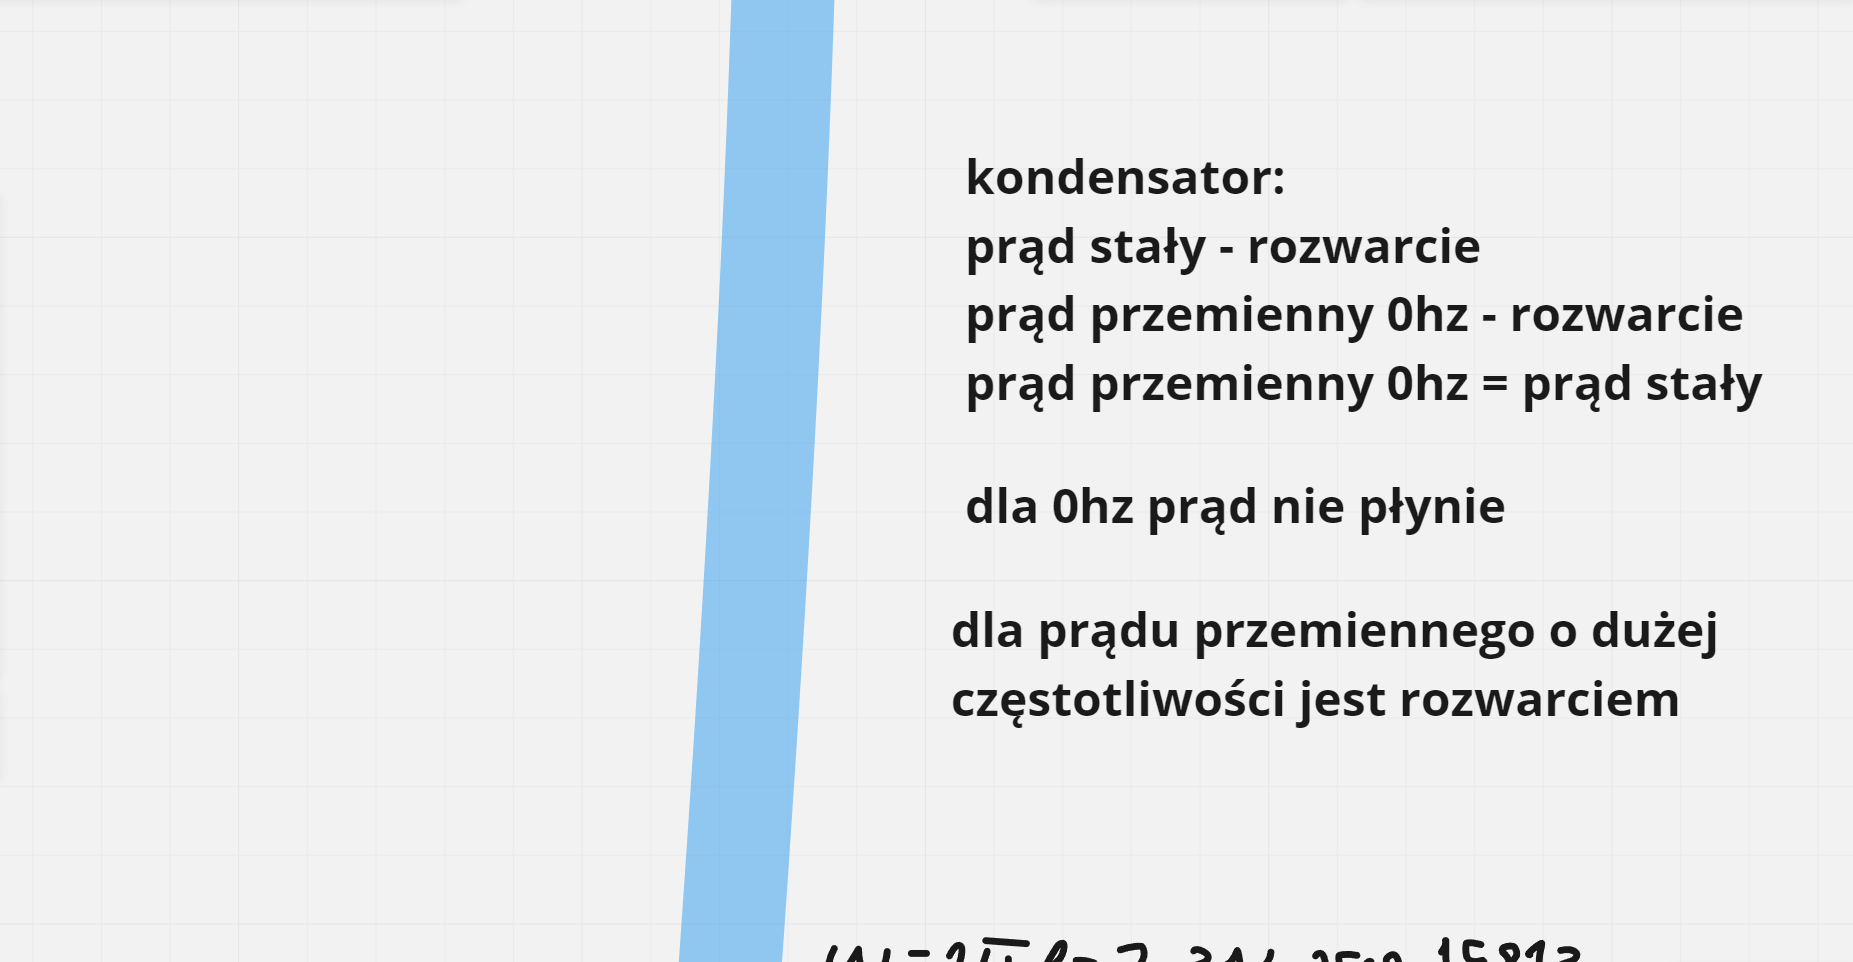 kondensator:
prąd stały - rozwarcie
prąd przemienny 0hz - rozwarcie
prąd przemienny 0hz = prąd stały
dla 0hz prąd nie płynie
dla prądu przemiennego o dużej
częstotliwości jest rozwarciem